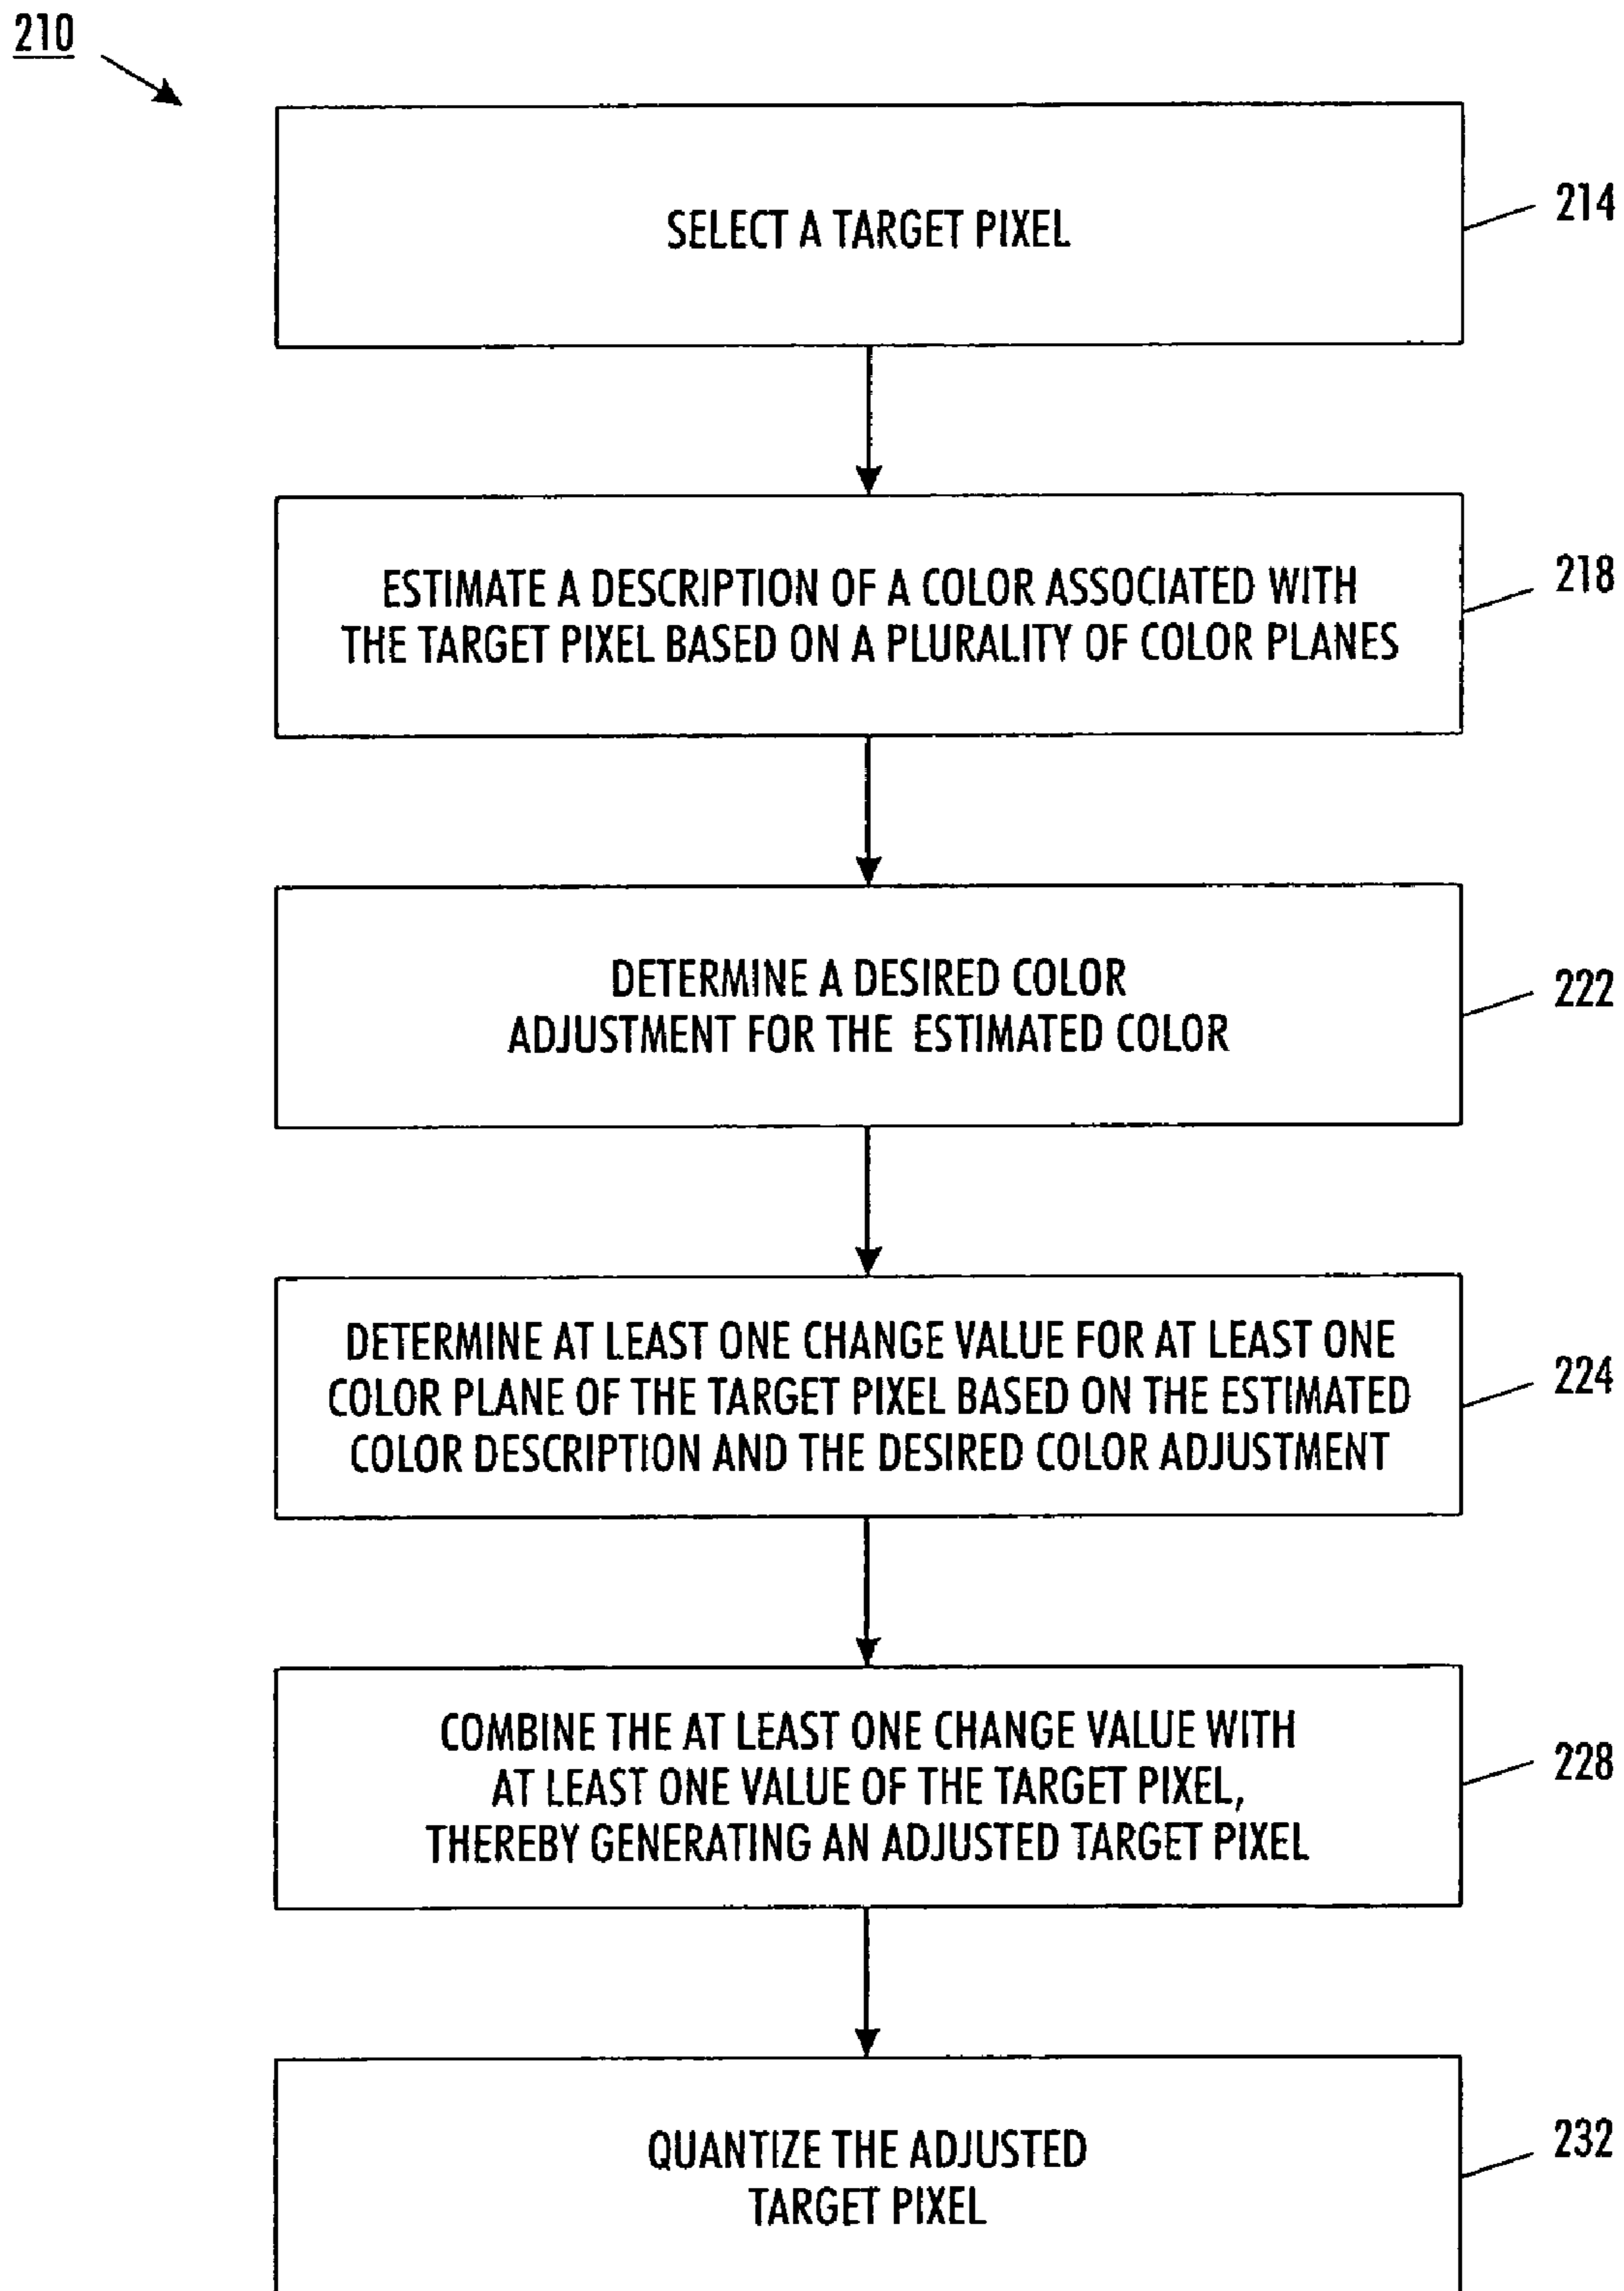 210
SELECT A TARGET PIXEL
214
ESTIMATE A DESCRIPTION OF A COLOR ASSOCIATED WITH
THE TARGET PIXEL BASED ON A PLURALITY OF COLOR PLANES
218
DETERMINE A DESIRED COLOR
ADJUSTMENT FOR THE ESTIMATED COLOR
222
DETERMINE AT LEAST ONE CHANGE VALUE FOR AT LEAST ONE
COLOR PLANE OF THE TARGET PIXEL BASED ON THE ESTIMATED
COLOR DESCRIPTION AND THE DESIRED COLOR ADJUSTMENT
224
COMBINE THE AT LEAST ONE CHANGE VALUE WITH
AT LEAST ONE VALUE OF THE TARGET PIXEL,
THEREBY GENERATING AN ADJUSTED TARGET PIXEL
228
QUANTIZE THE ADJUSTED
TARGET PIXEL
232